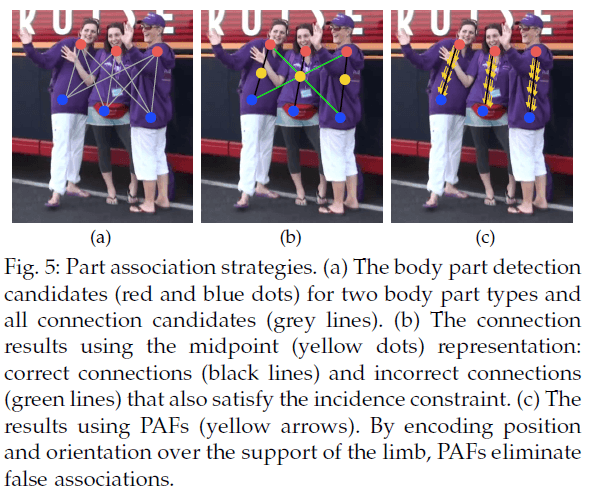 (a)
(b)
(c)
Fig. 5: Part association strategies. (a) The body part detection
candidates (red and blue dots) for two body part types and
all connection candidates (grey lines). (b) The connection
results using the midpoint (yellow dots) representation:
correct connections (black lines) and incorrect connections
(green lines) that also satisfy the incidence constraint. (c) The
results using PAFs (yellow arrows). By encoding position
and orientation over the support of the limb, PAFs eliminate
false associations.